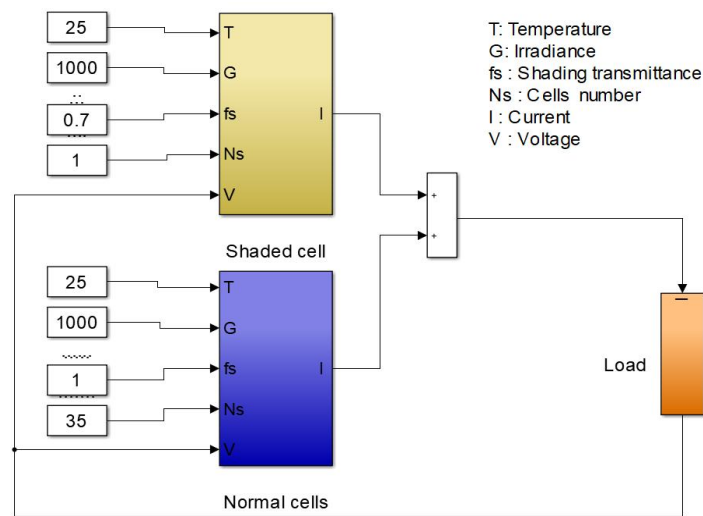 25
1000
0.7
1
T
G
fs
Ns
V
I
Shaded cell
25
1000
1
35
T
G
fs
Ns
V
I
Normal cells
+
+
T: Temperature
G: Irradiance
fs : Shading transmittance
Ns : Cells number
I : Current
V : Voltage
I
Load